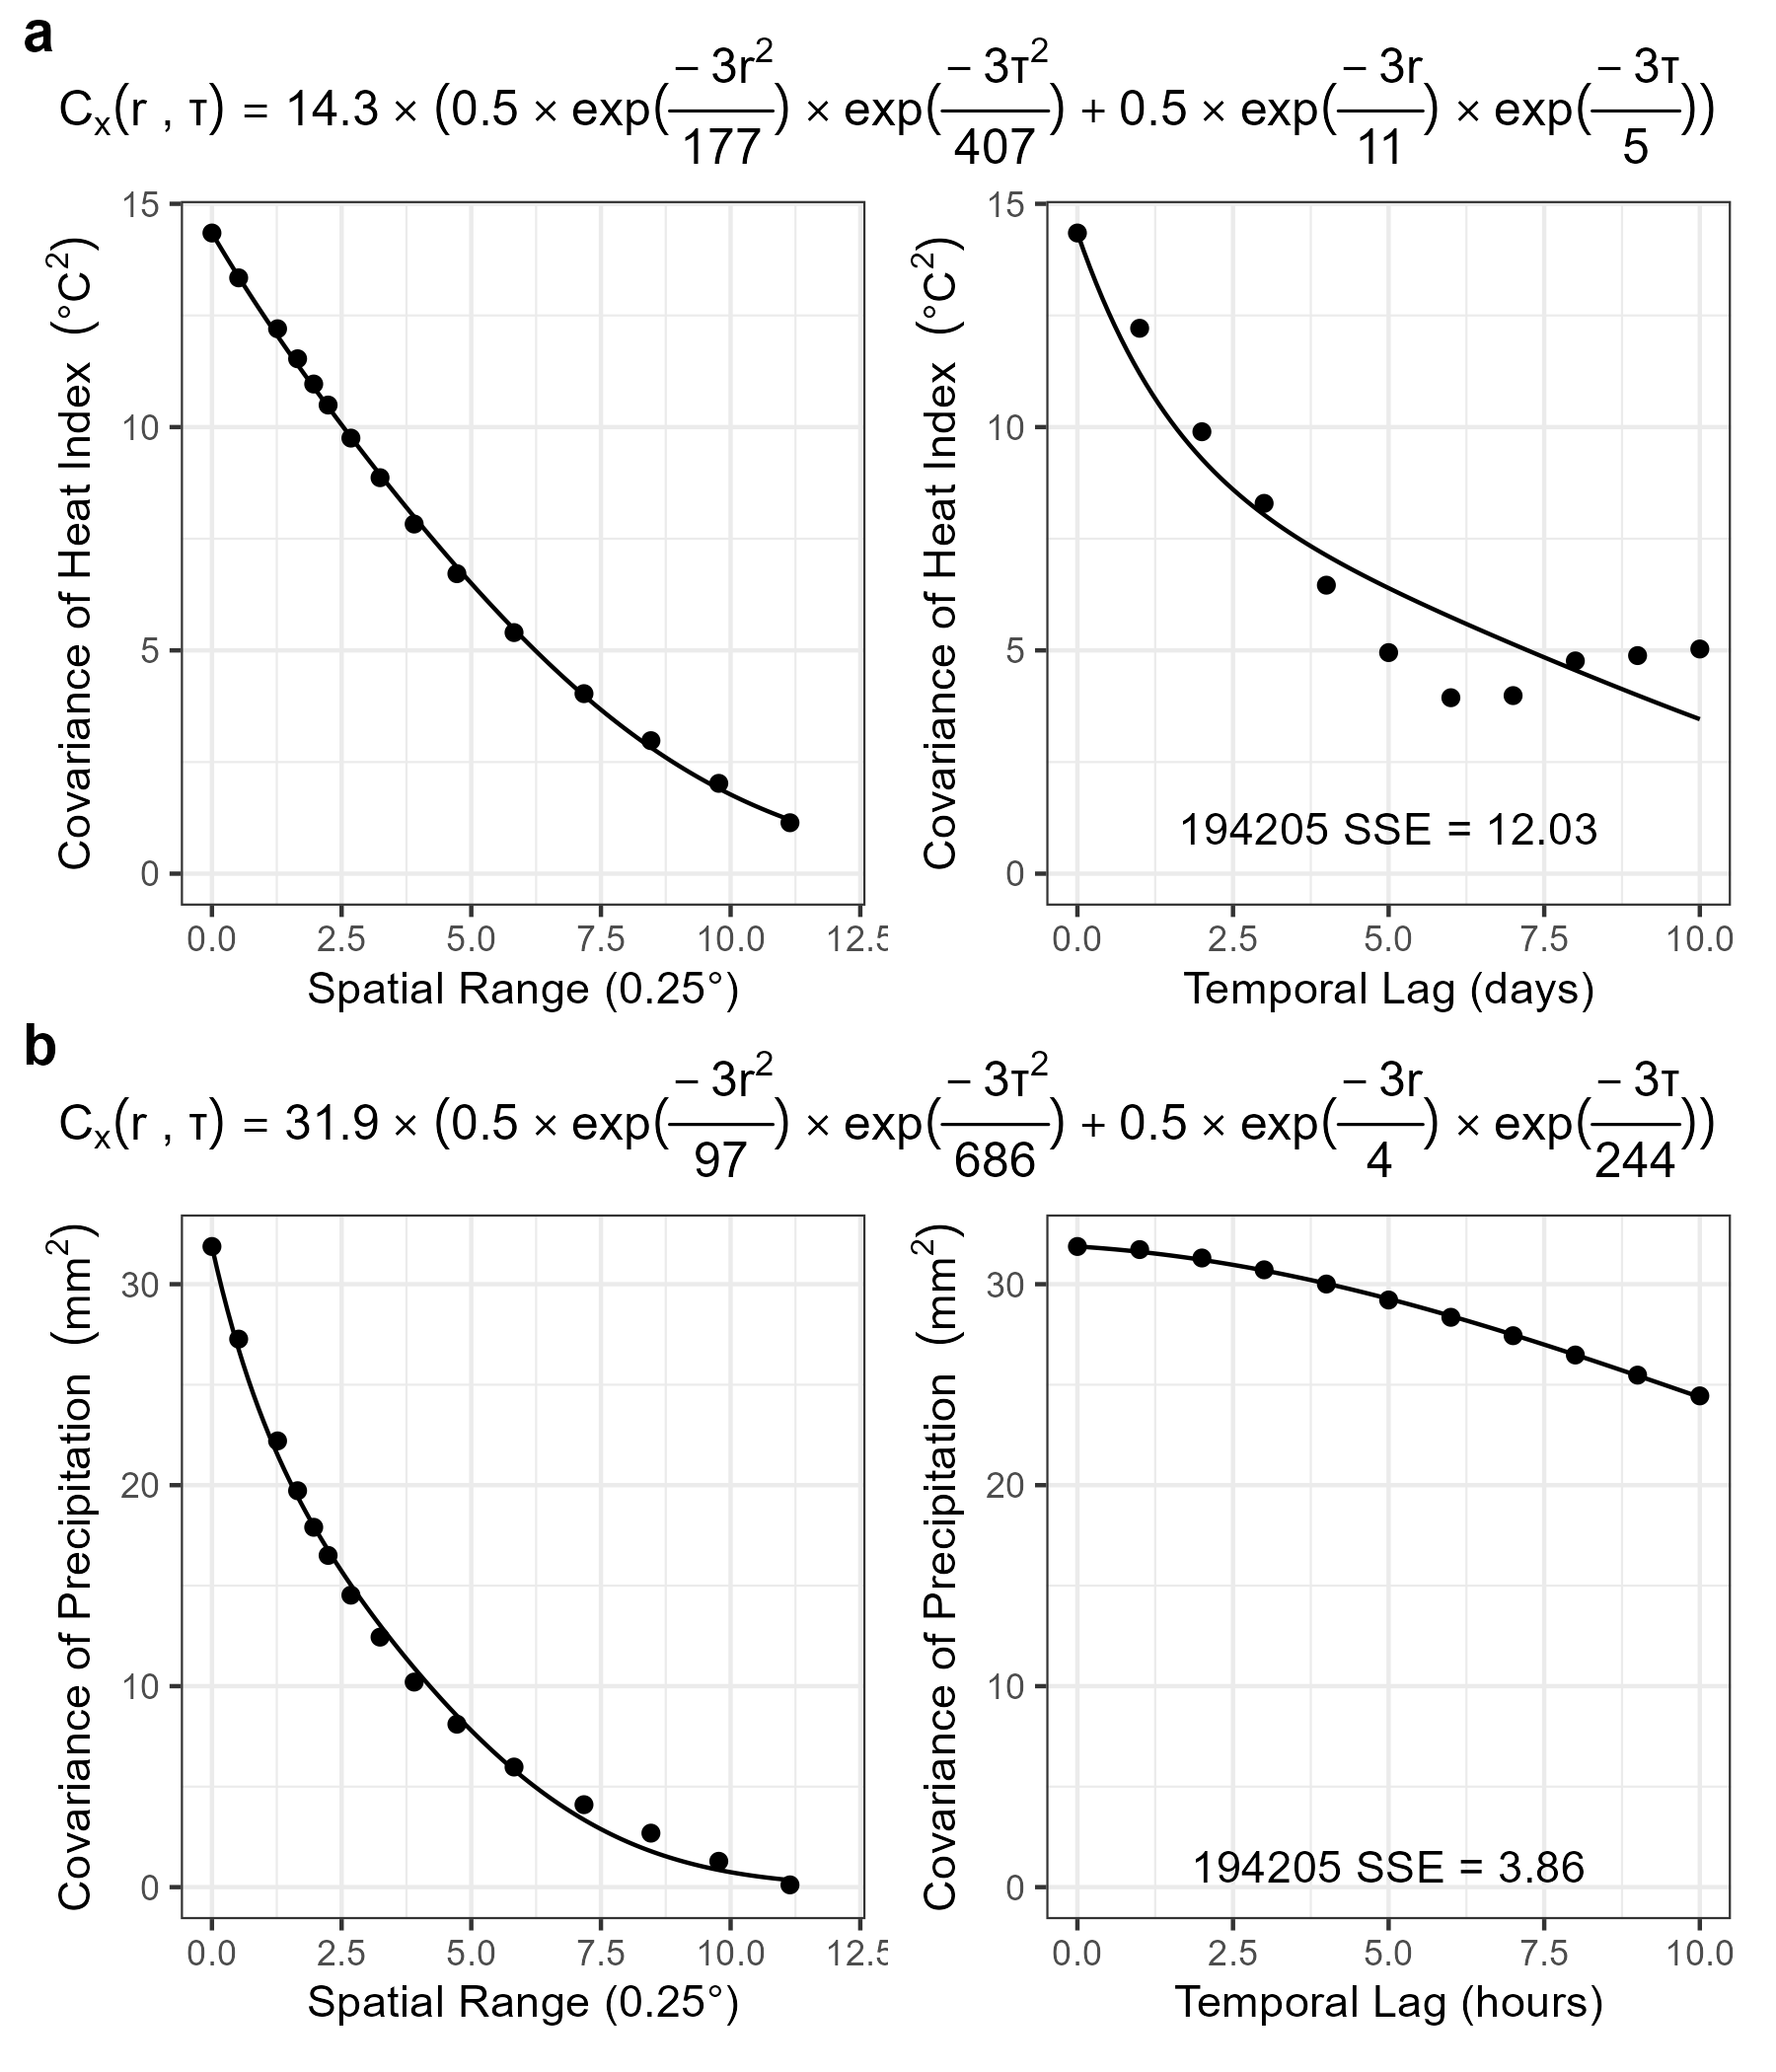 a
Cₓ(r , τ) = 14.3 × (0.5 × exp(− 3r²/177) × exp(− 3τ²/407) + 0.5 × exp(− 3r/11) × exp(− 3τ/5))
Covariance of Heat Index (°C²)
15
10
5
0
0.0 2.5 5.0 7.5 10.0 12.5
Spatial Range (0.25°)
Covariance of Heat Index (°C²)
15
10
5
0
194205 SSE = 12.03
0.0 2.5 5.0 7.5 10.0
Temporal Lag (days)
b
Cₓ(r , τ) = 31.9 × (0.5 × exp(− 3r²/97) × exp(− 3τ²/686) + 0.5 × exp(− 3r/4) × exp(− 3τ/244))
Covariance of Precipitation (mm²)
30
20
10
0
0.0 2.5 5.0 7.5 10.0 12.5
Spatial Range (0.25°)
Covariance of Precipitation (mm²)
30
20
10
0
194205 SSE = 3.86
0.0 2.5 5.0 7.5 10.0
Temporal Lag (hours)